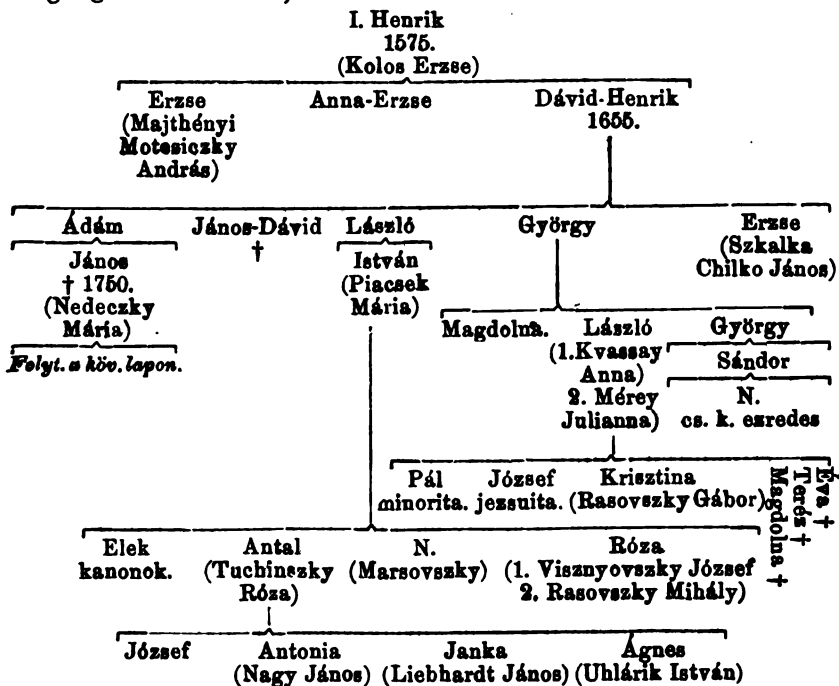 I. Henrik
1575.
(Kolos Erzse)
Erzse Anna-Erzse Dávid-Henrik
(Majthényi 1655.
Motesiczky
András)
Ádám János-Dávid László György Erzse
† (Szkalka
Chilko János)
János István
† 1750. (Piacsek
(Nedeczky Mária)
Mária)
Folyt. a köv. lapon.
Magdolna. László György
(1. Kvassay Sándor
Anna)
2. Mérey N.
Julianna) cs. k. ezredes
Pál József Krisztina
minorita. jezsuita. (Rasovszky Gábor)
Éva †
Teréz †
Magdolna †
Elek Antal N. Róza
kanonok. (Tuchinszky (Marsovszky) (1. Visznyovszky József
Róza) 2. Rasovszky Mihály)
József Antonia Janka Ágnes
(Nagy János) (Liebhardt János) (Uhlárik István)